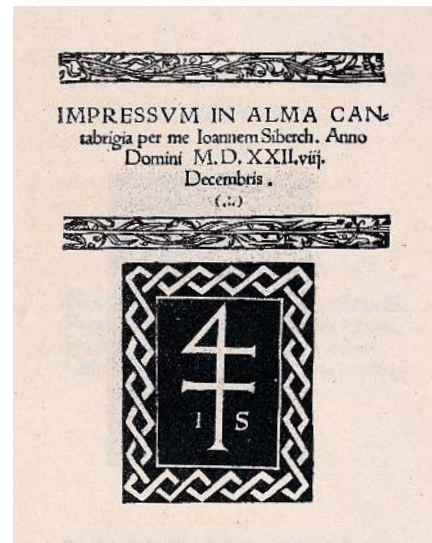 IMPRESSVM IN ALMA CAN-
tabrigia per me Ioannem Siberch. Anno
Domini M.D.XXII.viij.
Decembris.
(.:.)
I S